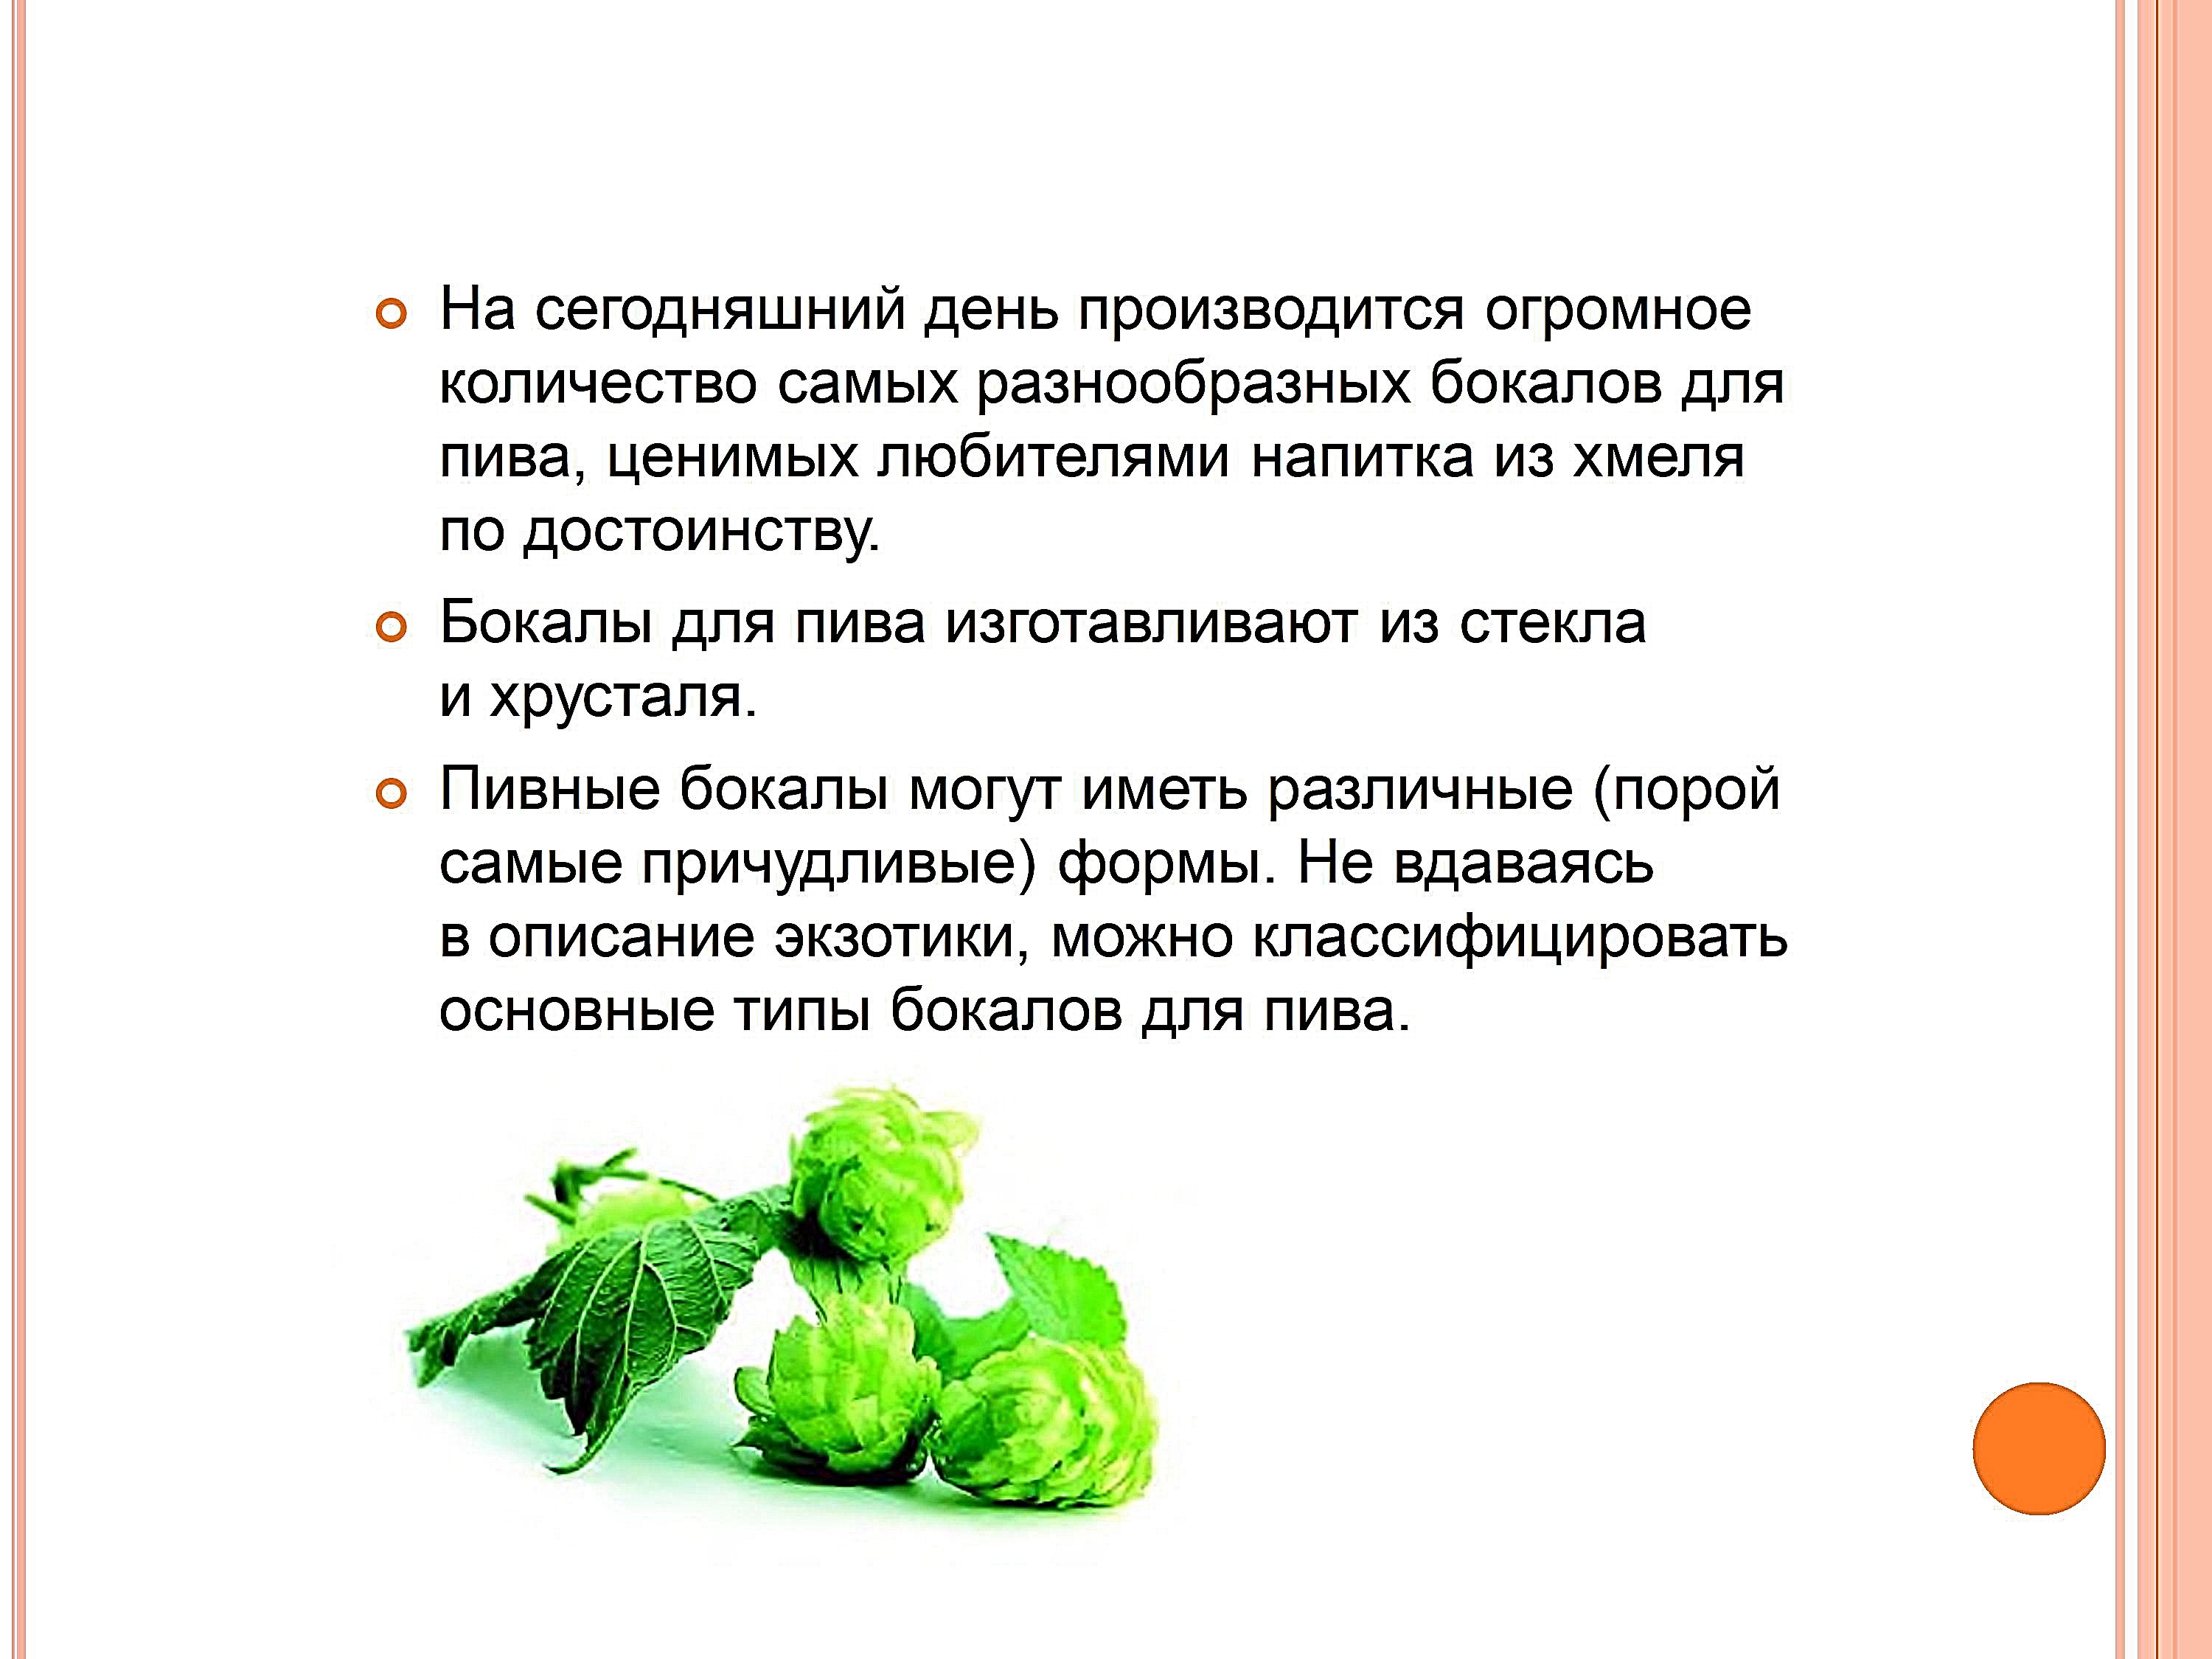 На сегодняшний день производится огромное
количество самых разнообразных бокалов для
пива, ценимых любителями напитка из хмеля
по достоинству.
Бокалы для пива изготавливают из стекла
и хрусталя.
Пивные бокалы могут иметь различные (порой
самые причудливые) формы. Не вдаваясь
в описание экзотики, можно классифицировать
основные типы бокалов для пива.